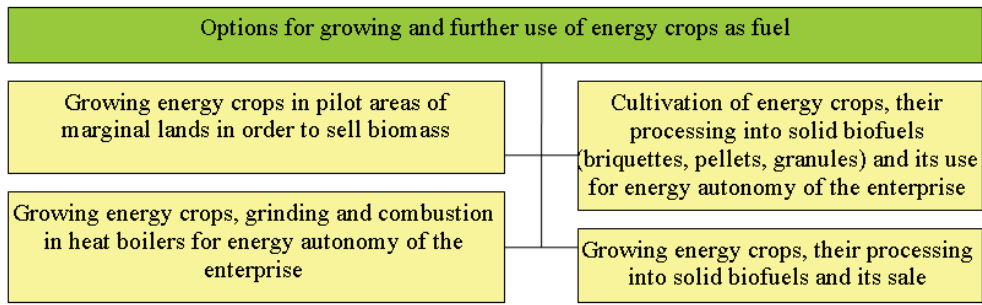 Options for growing and further use of energy crops as fuel
Growing energy crops in pilot areas of
marginal lands in order to sell biomass
Cultivation of energy crops, their
processing into solid biofuels
(briquettes, pellets, granules) and its use
for energy autonomy of the enterprise
Growing energy crops, grinding and combustion
in heat boilers for energy autonomy of the
enterprise
Growing energy crops, their processing
into solid biofuels and its sale